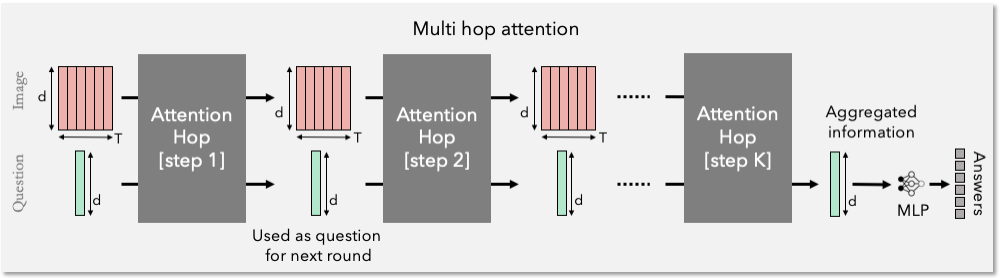 Multi hop attention
Image
Question
d
T
d
Attention
Hop
[step 1]
d
T
d
Used as question
for next round
Attention
Hop
[step 2]
d
T
d
Attention
Hop
[step K]
Aggregated
information
d
MLP
Answers